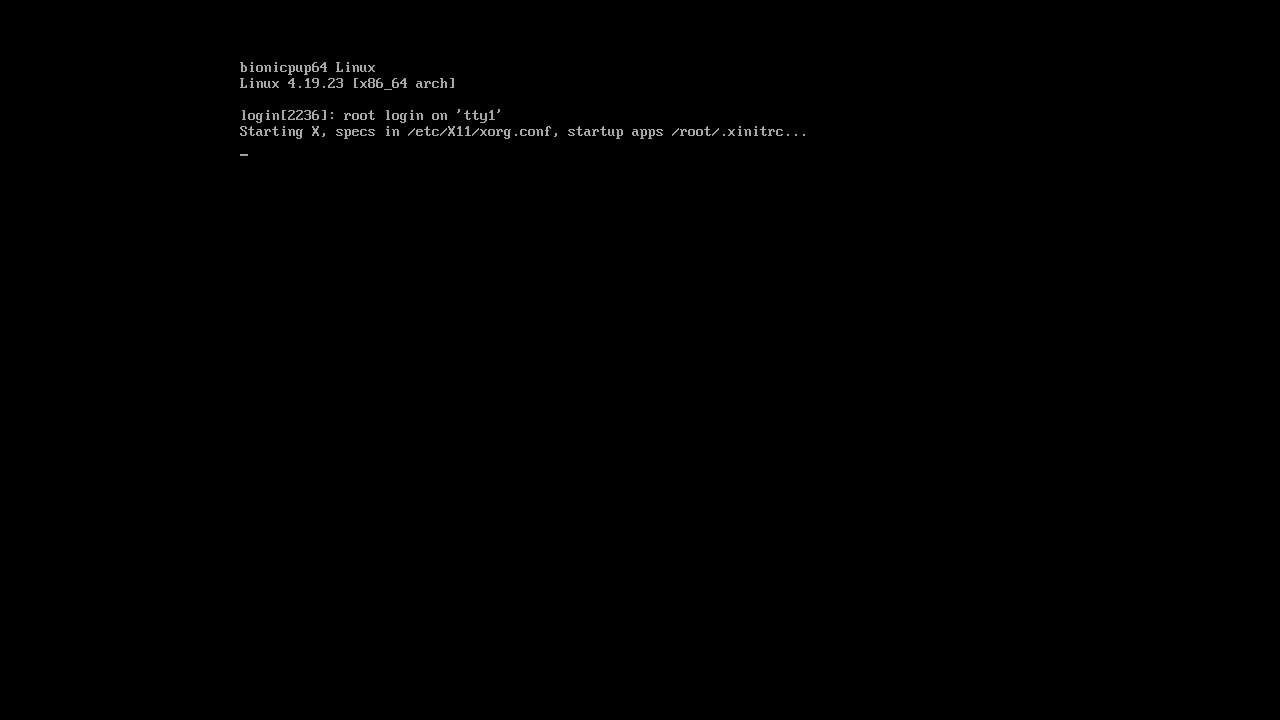 bionicpup64 Linux
Linux 4.19.23 [x86_64 arch]
login[2236]: root login on 'tty1'
Starting X, specs in /etc/X11/xorg.conf, startup apps /root/.xinitrc...
_